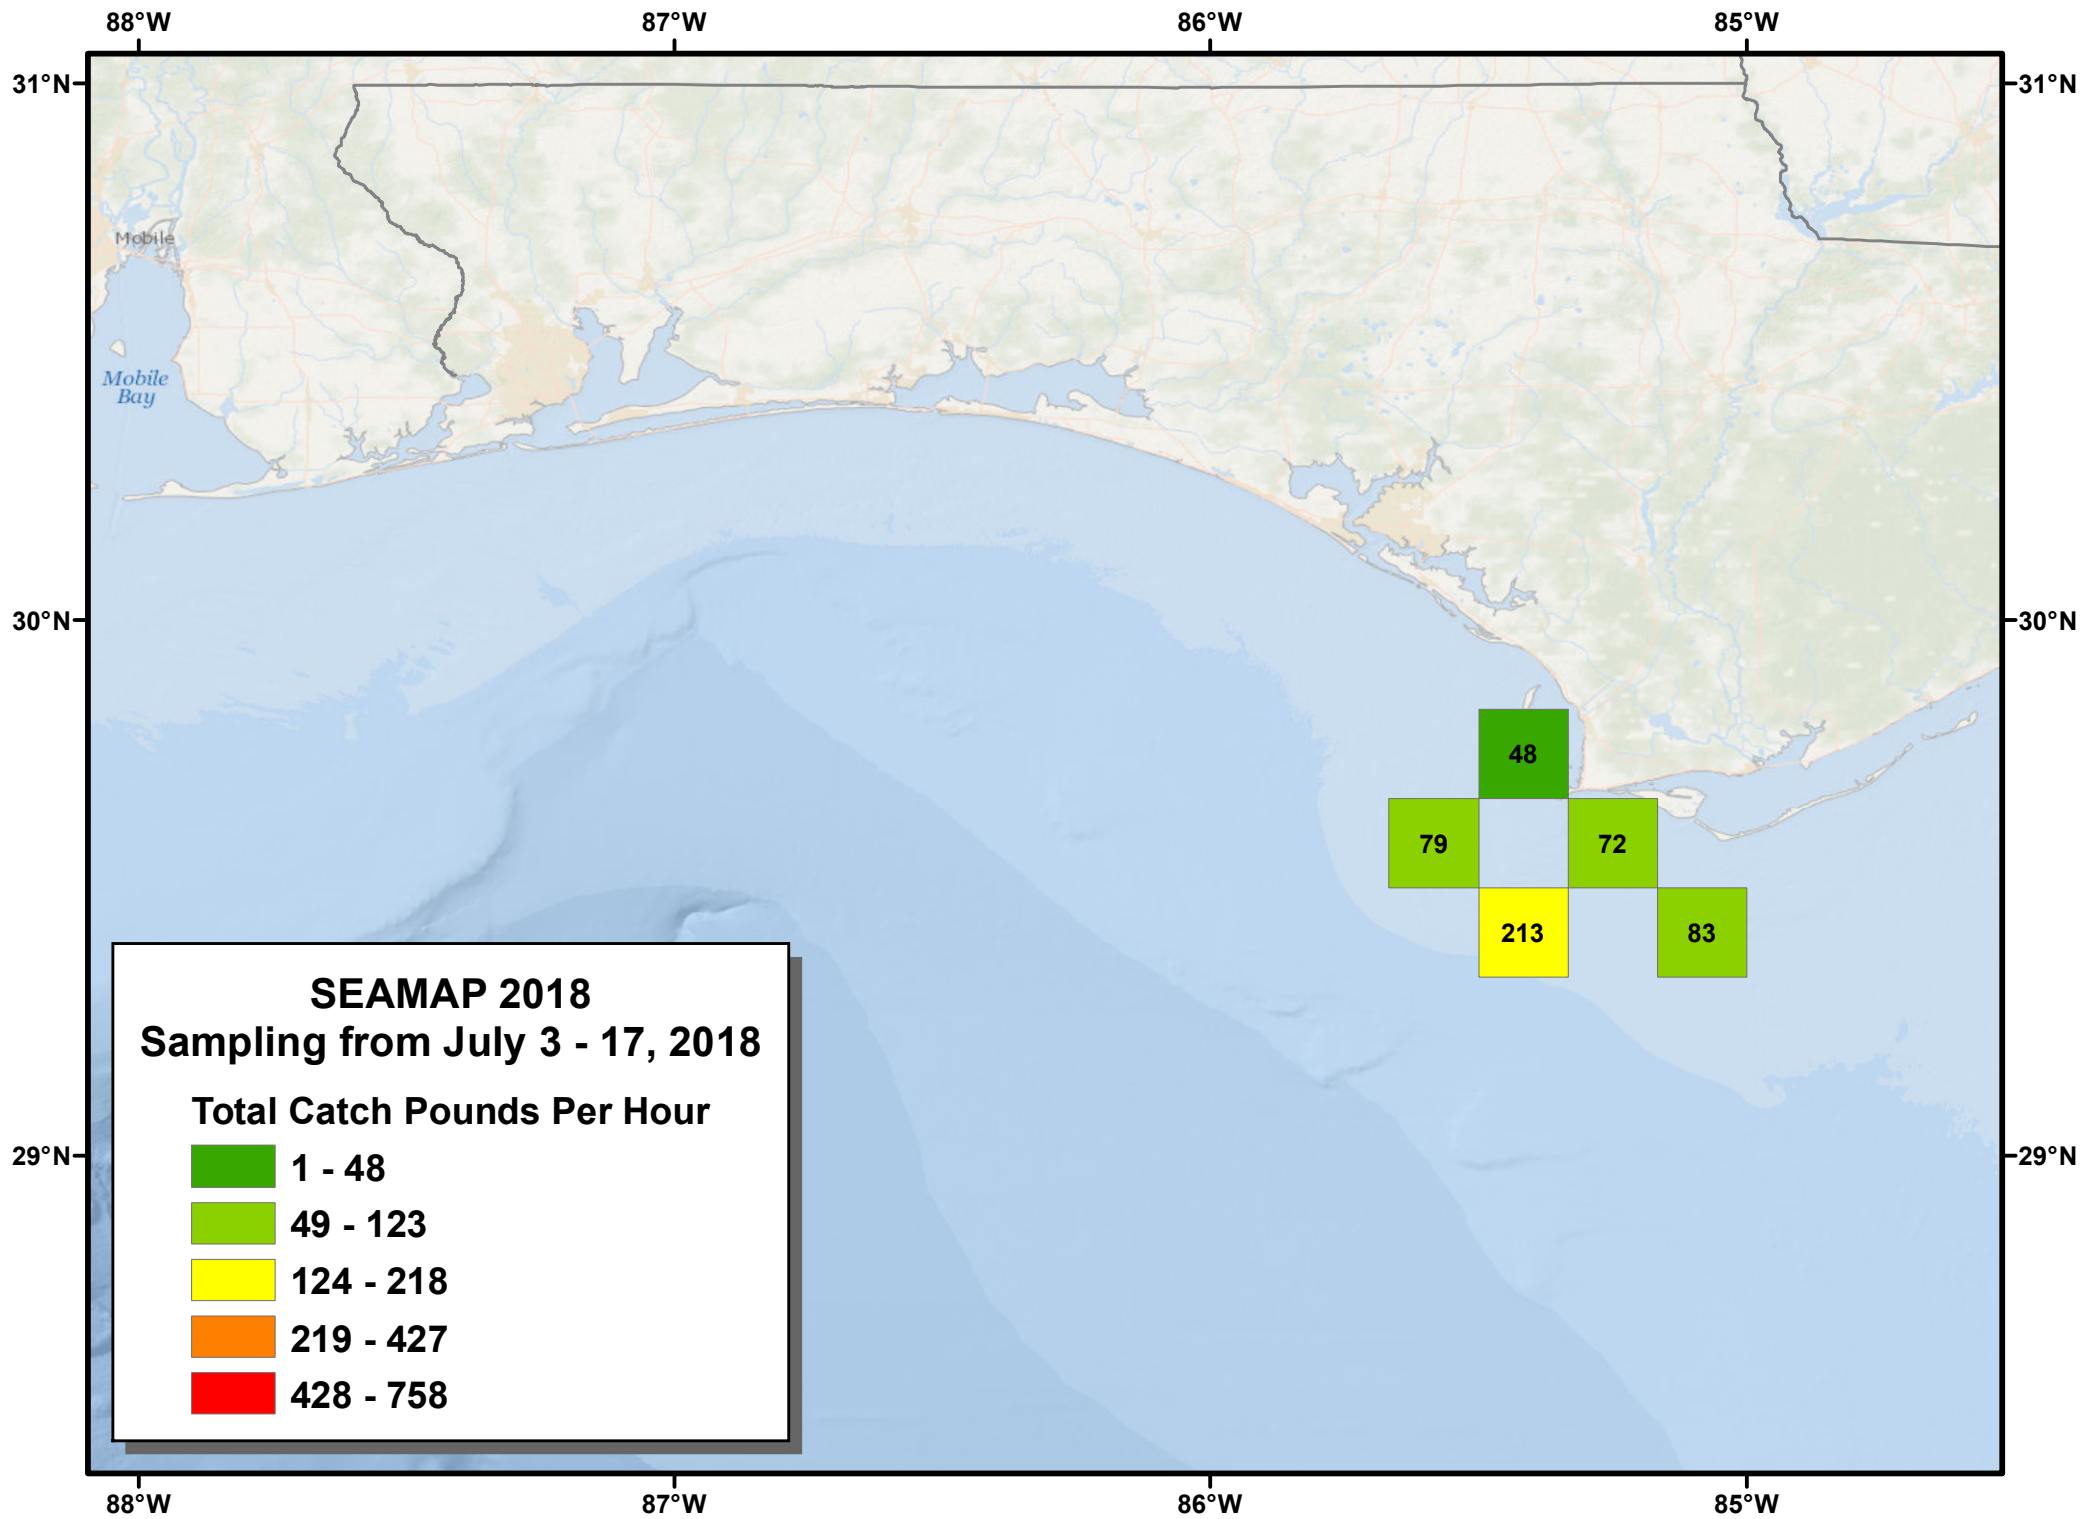 88°W 87°W 86°W 85°W
31°N 31°N
Mobile
Mobile
Bay
30°N 30°N
48
79 72
213 83
SEAMAP 2018
Sampling from July 3 - 17, 2018
Total Catch Pounds Per Hour
29°N 29°N
1 - 48
49 - 123
124 - 218
219 - 427
428 - 758
88°W 87°W 86°W 85°W